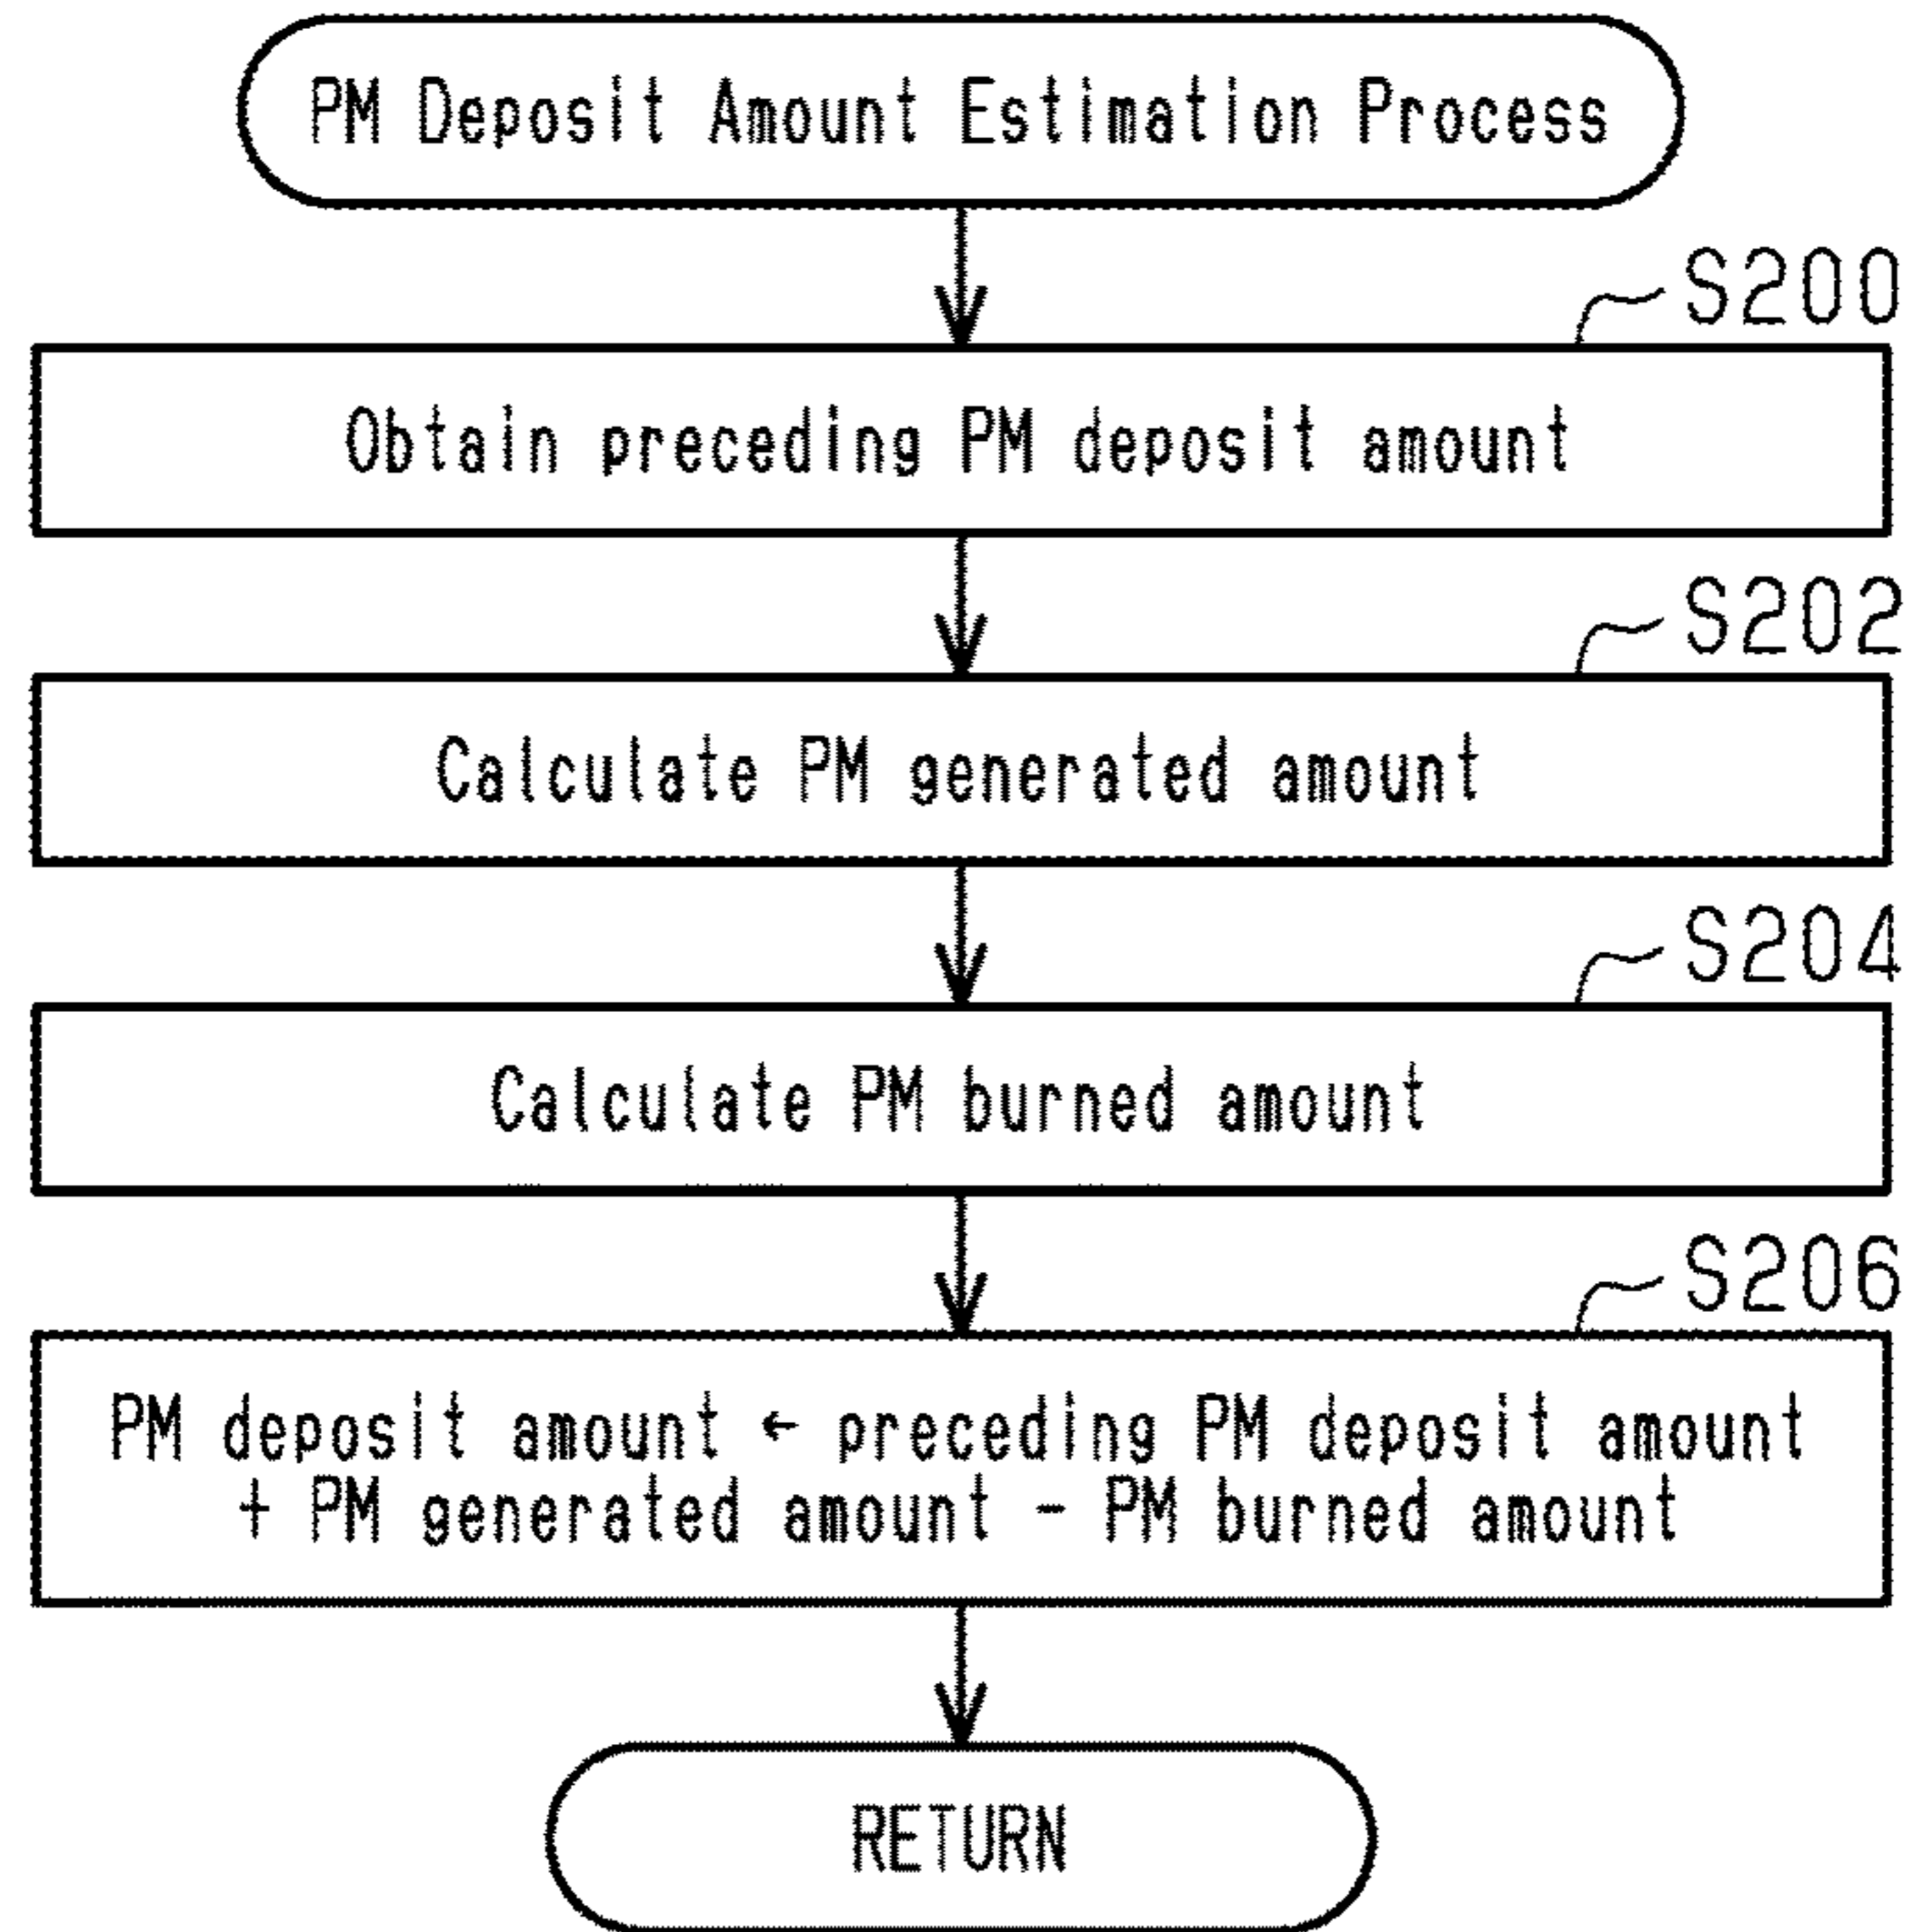 PM Deposit Amount Estimation Process
S200
Obtain preceding PM deposit amount
S202
Calculate PM generated amount
S204
Calculate PM burned amount
S206
PM deposit amount ← preceding PM deposit amount
+ PM generated amount - PM burned amount
RETURN